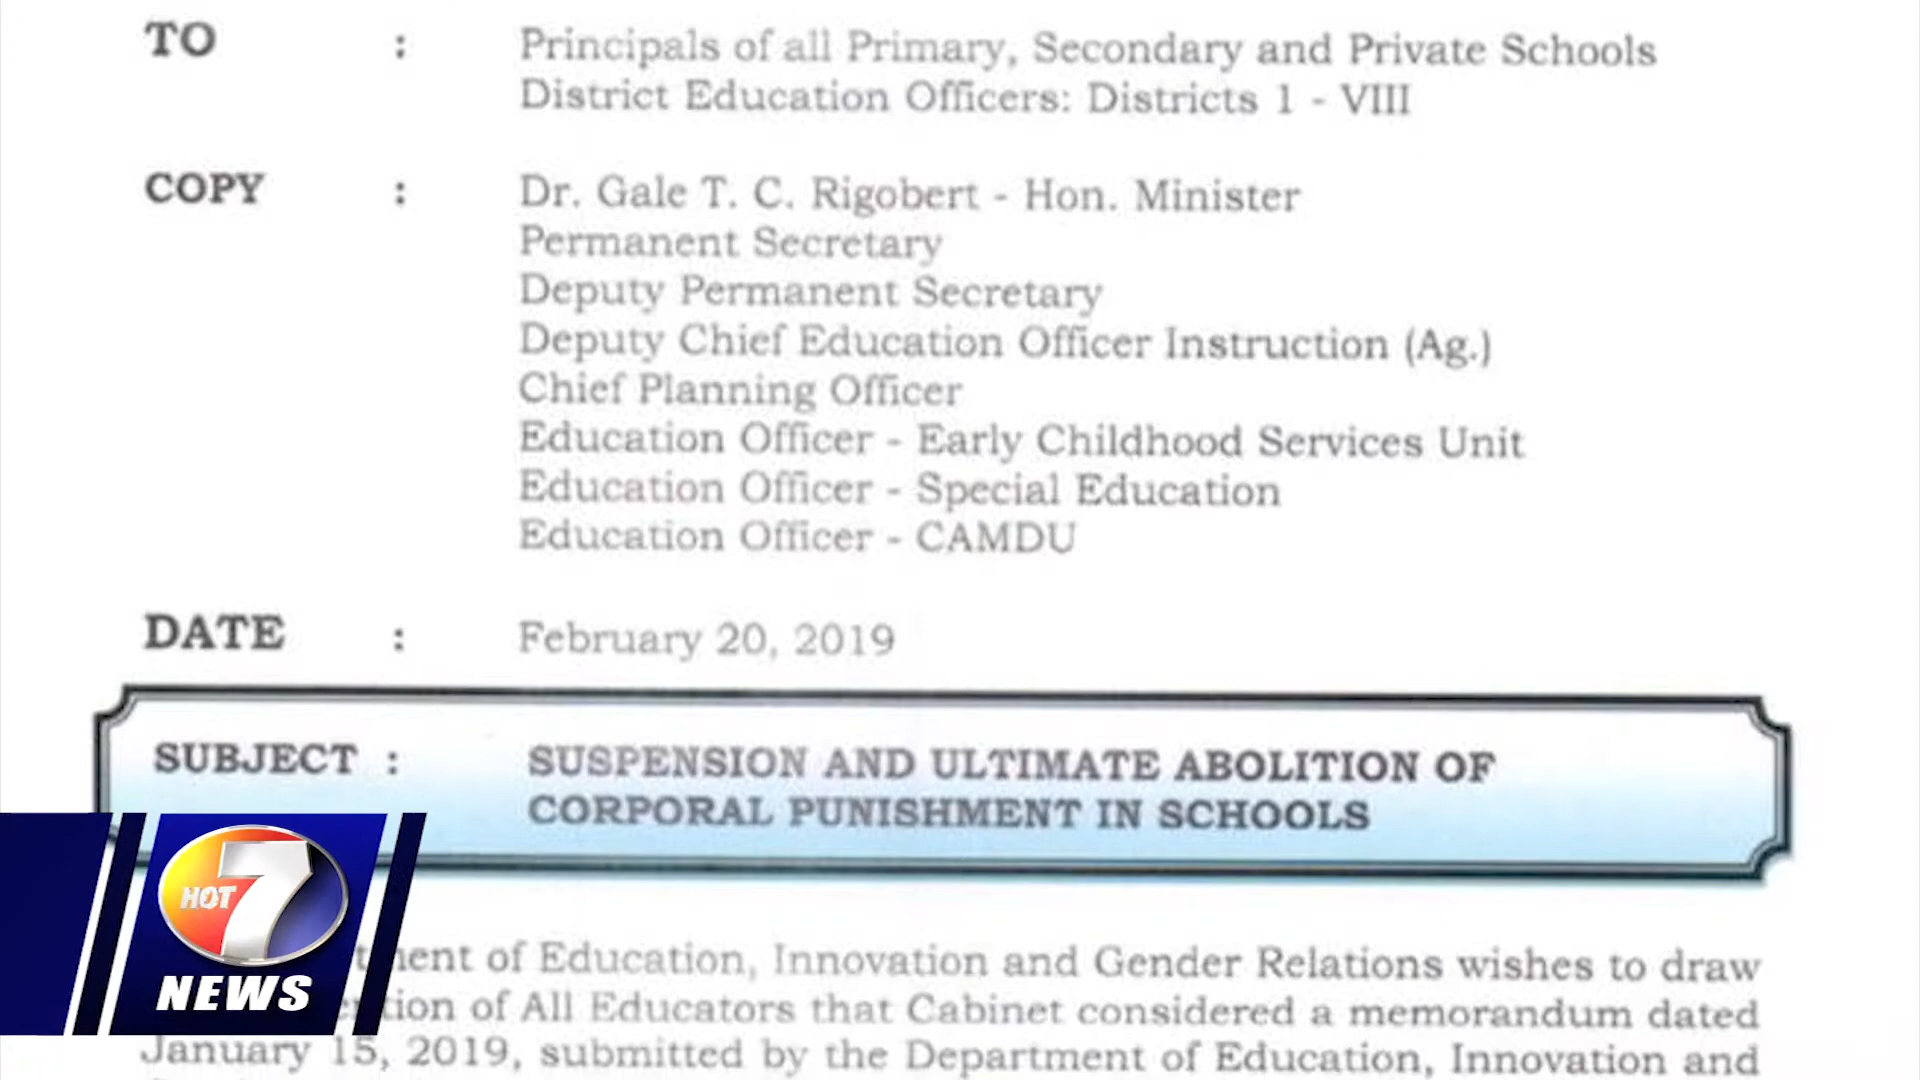 TO : Principals of all Primary, Secondary and Private Schools
District Education Officers: Districts 1 - VIII
COPY : Dr. Gale T. C. Rigobert - Hon. Minister
Permanent Secretary
Deputy Permanent Secretary
Deputy Chief Education Officer Instruction (Ag.)
Chief Planning Officer
Education Officer - Early Childhood Services Unit
Education Officer - Special Education
Education Officer - CAMDU
DATE : February 20, 2019
SUBJECT : SUSPENSION AND ULTIMATE ABOLITION OF
CORPORAL PUNISHMENT IN SCHOOLS
of Education, Innovation and Gender Relations wishes to draw
of All Educators that Cabinet considered a memorandum dated
January 15, 2019, submitted by the Department of Education, Innovation and
HOT 7
NEWS